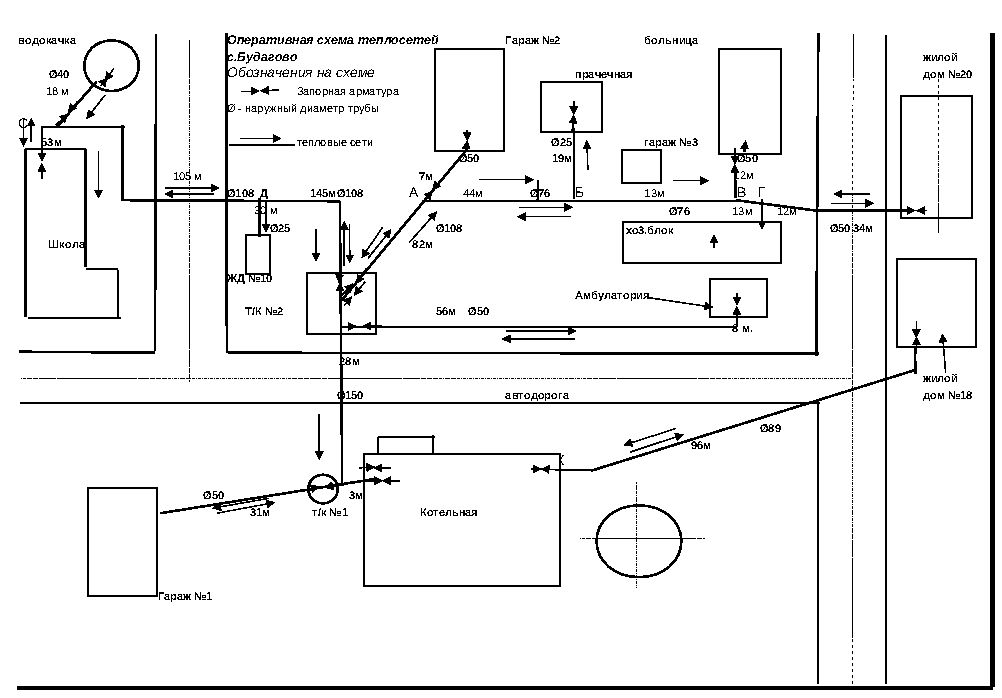 водокачка
Оперативная схема теплосетей
Гараж №2
больница
с.Будагово
жилой
Обозначения на схеме
Ø40
прачечная
дом №20
18 м
Запорная арматура
Ø - наружный диаметр трубы
С
53м
тепловые сети
Ø25
гараж №3
Ø50
19м
Ø50
105 м
7м
12м
Ø108
Д
145м
Ø108
А
44м
Ø76
Б
13м
В
Г
20 м
Ø76
13м
12м
Ø25
Ø108
хоз.блок
Ø50
34м
Школа
82м
ЖД №10
Амбулатория
Т/К №2
56м
Ø50
8 м.
28м
жилой
Ø150
автодорога
дом №18
Ø89
96м
К
Ø50
3м
31м
т/к №1
Котельная
Гараж №1